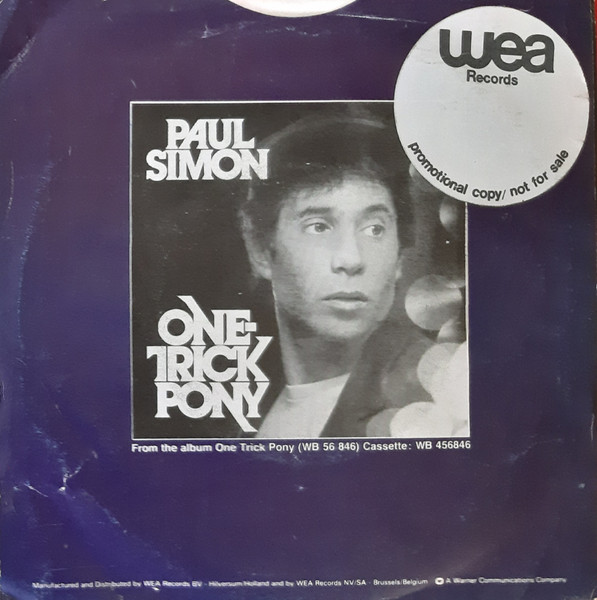 wea
Records
promotional copy/ not for sale
PAUL
SIMON
ONE-
TRICK
PONY
From the album One Trick Pony (WB 56 846) Cassette: WB 456846
Manufactured and Distributed by WEA Records BV - Hilversum/Holland and by WEA Records NV/SA - Brussels/Belgium A Warner Communications Company